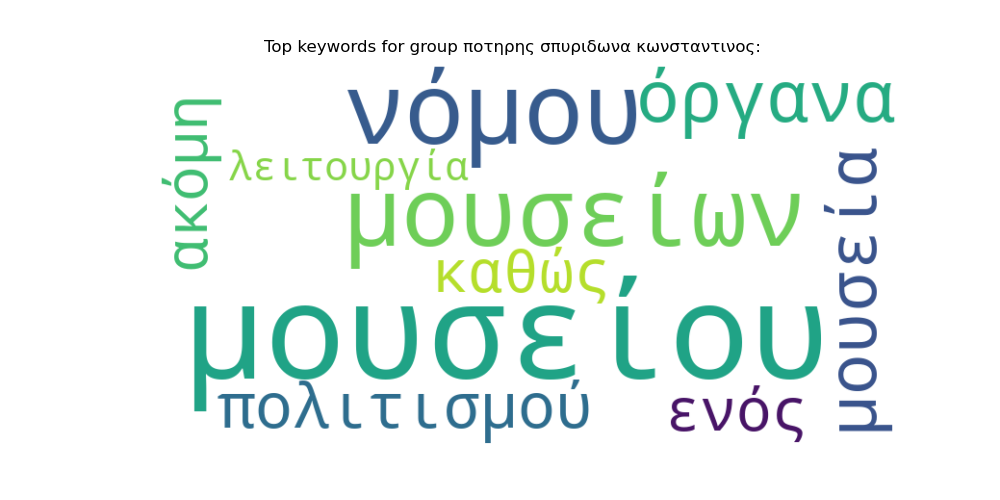 Top keywords for group ποτηρης σπυριδωνα κωνσταντινος:
νόμου
όργανα
ακόμη
λειτουργία
μουσείων
μουσεία
καθώς
μουσείου
πολιτισμού
ενός